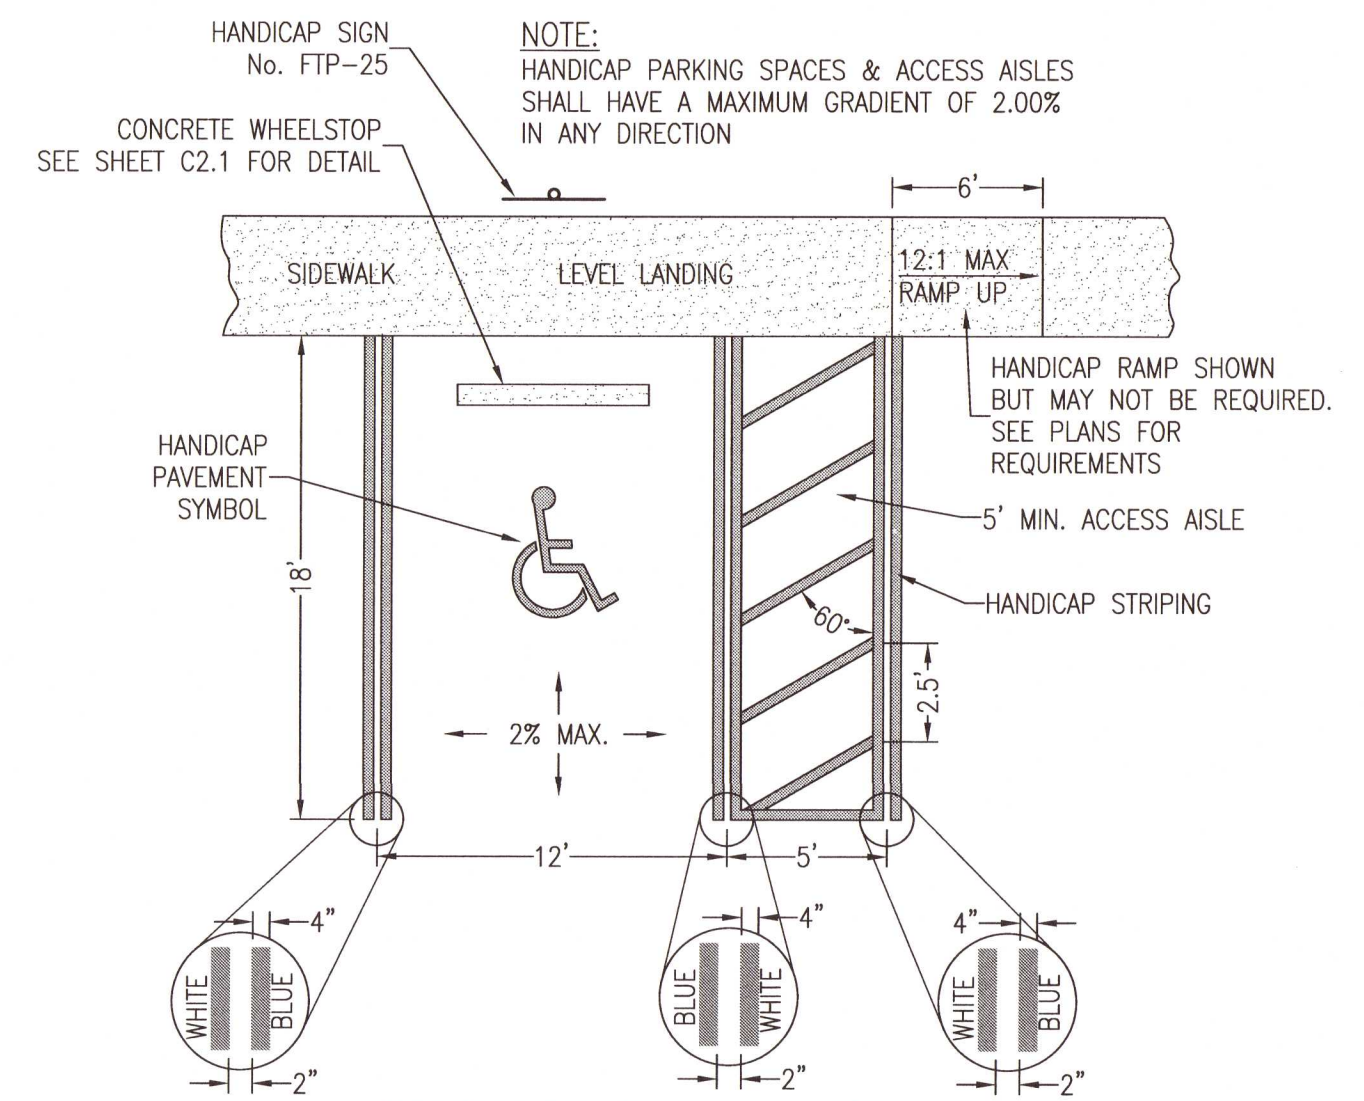 HANDICAP SIGN
No. FTP-25
NOTE:
HANDICAP PARKING SPACES & ACCESS AISLES
SHALL HAVE A MAXIMUM GRADIENT OF 2.00%
IN ANY DIRECTION
CONCRETE WHEELSTOP
SEE SHEET C2.1 FOR DETAIL
6'
SIDEWALK
LEVEL LANDING
12:1 MAX
RAMP UP
HANDICAP RAMP SHOWN
BUT MAY NOT BE REQUIRED.
SEE PLANS FOR
REQUIREMENTS
HANDICAP
PAVEMENT
SYMBOL
5' MIN. ACCESS AISLE
18'
HANDICAP STRIPING
60°
2.5'
2% MAX.
12'
5'
4"
4"
4"
WHITE
BLUE
BLUE
WHITE
WHITE
BLUE
2"
2"
2"